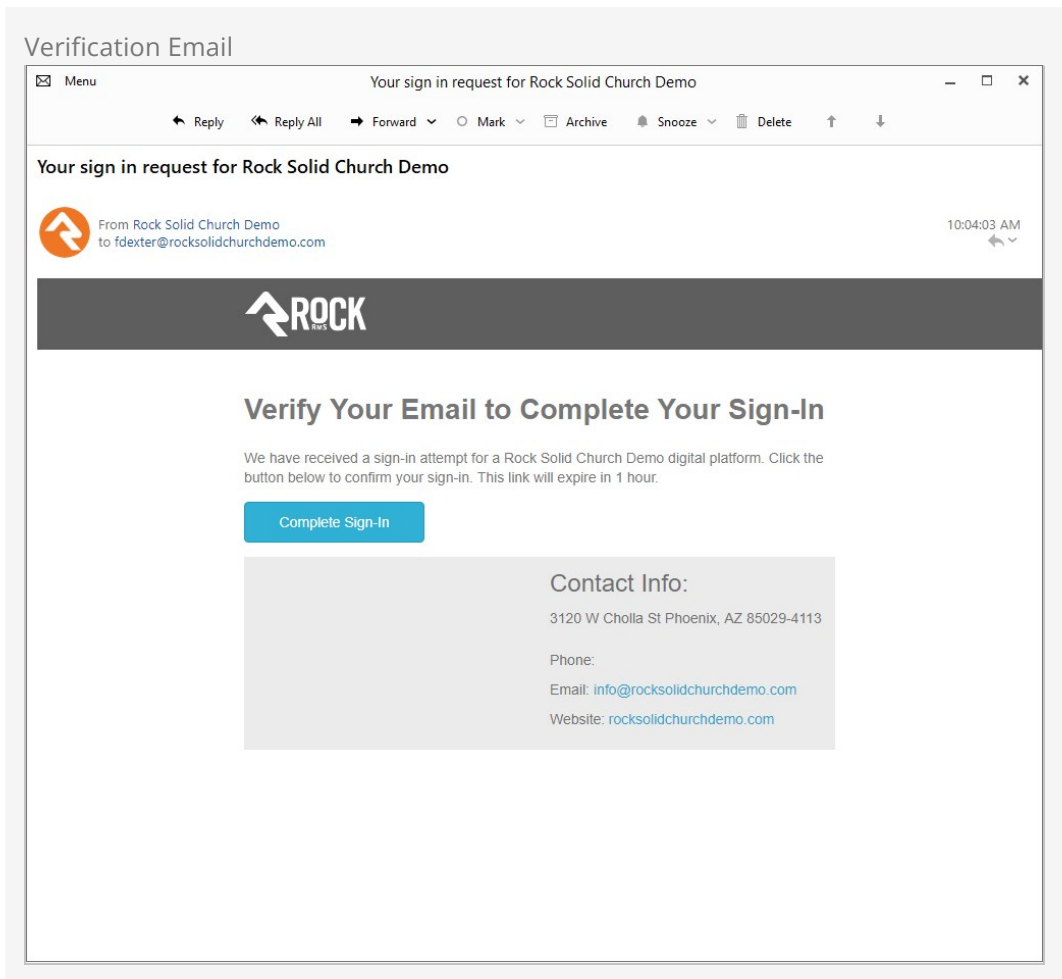 Verification Email
Menu
Your sign in request for Rock Solid Church Demo
Reply Reply All Forward Mark Archive Snooze Delete
Your sign in request for Rock Solid Church Demo
From Rock Solid Church Demo
10:04:03 AM
to fdexter@rocksolidchurchdemo.com
ROCK
RMS
Verify Your Email to Complete Your Sign-In
We have received a sign-in attempt for a Rock Solid Church Demo digital platform. Click the
button below to confirm your sign-in. This link will expire in 1 hour.
Complete Sign-In
Contact Info:
3120 W Cholla St Phoenix, AZ 85029-4113
Phone:
Email: info@rocksolidchurchdemo.com
Website: rocksolidchurchdemo.com